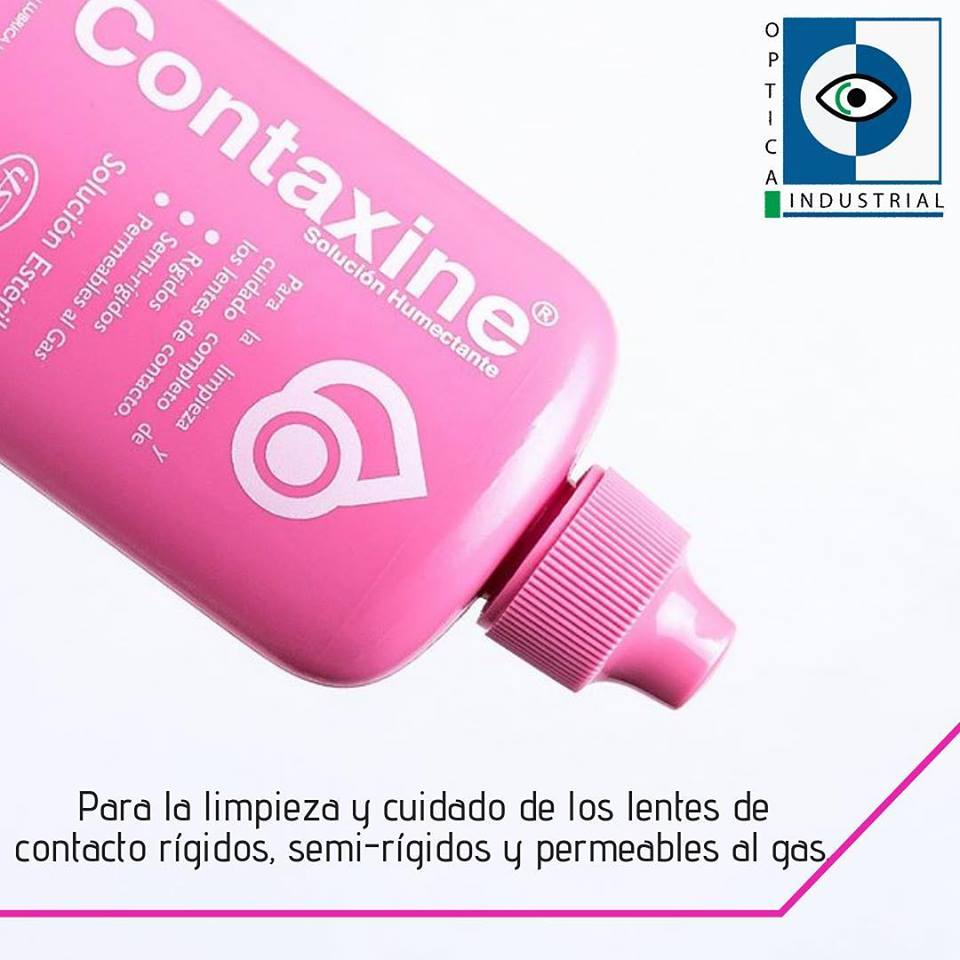 OPTICA
INDUSTRIAL
Contaxine®
Solución Humectante
Para la limpieza y
cuidado completo de
los lentes de contacto.
• Rígidos
• Semi-rígidos
• Permeables al Gas
Solución Estéril
Para la limpieza y cuidado de los lentes de
contacto rígidos, semi-rígidos y permeables al gas.